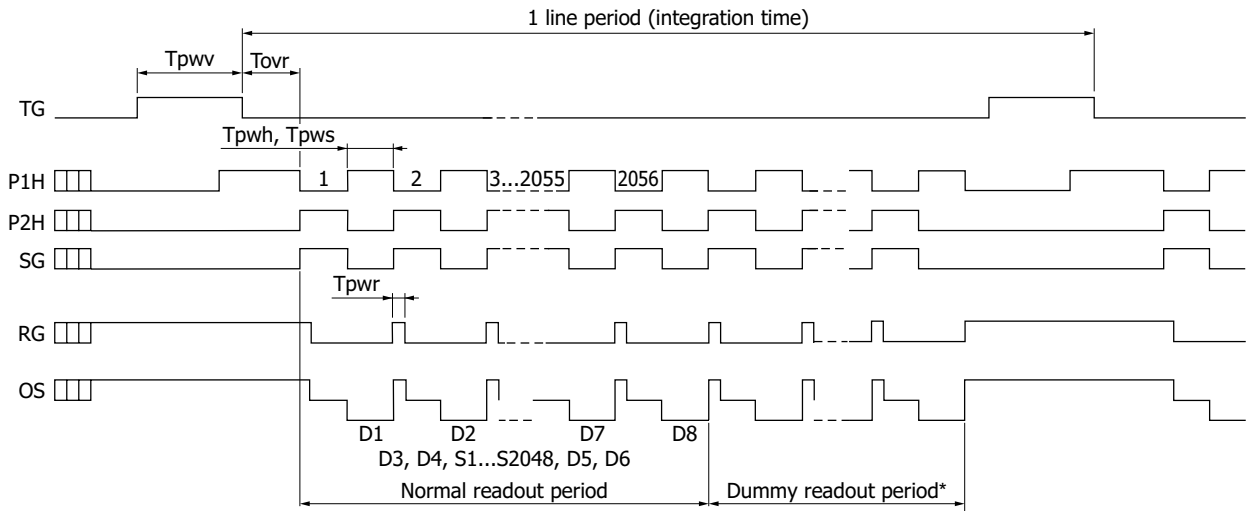 1 line period (integration time)
Tpwv
Tovr
TG
Tpwh, Tpws
P1H
1
2
3...2055
2056
P2H
SG
Tpwr
RG
OS
D1
D2
D7
D8
D3, D4, S1...S2048, D5, D6
Normal readout period
Dummy readout period*